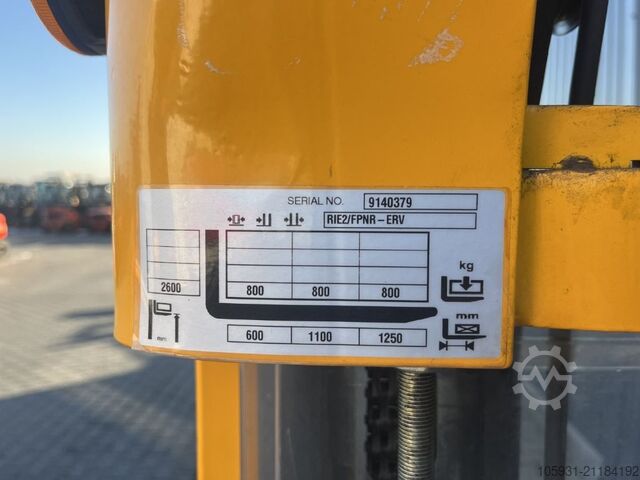 SERIAL NO. 9140379
RIE2/FPNR-ERV
kg
2600 800 800 800
mm
mm
600 1100 1250
105931-21184192